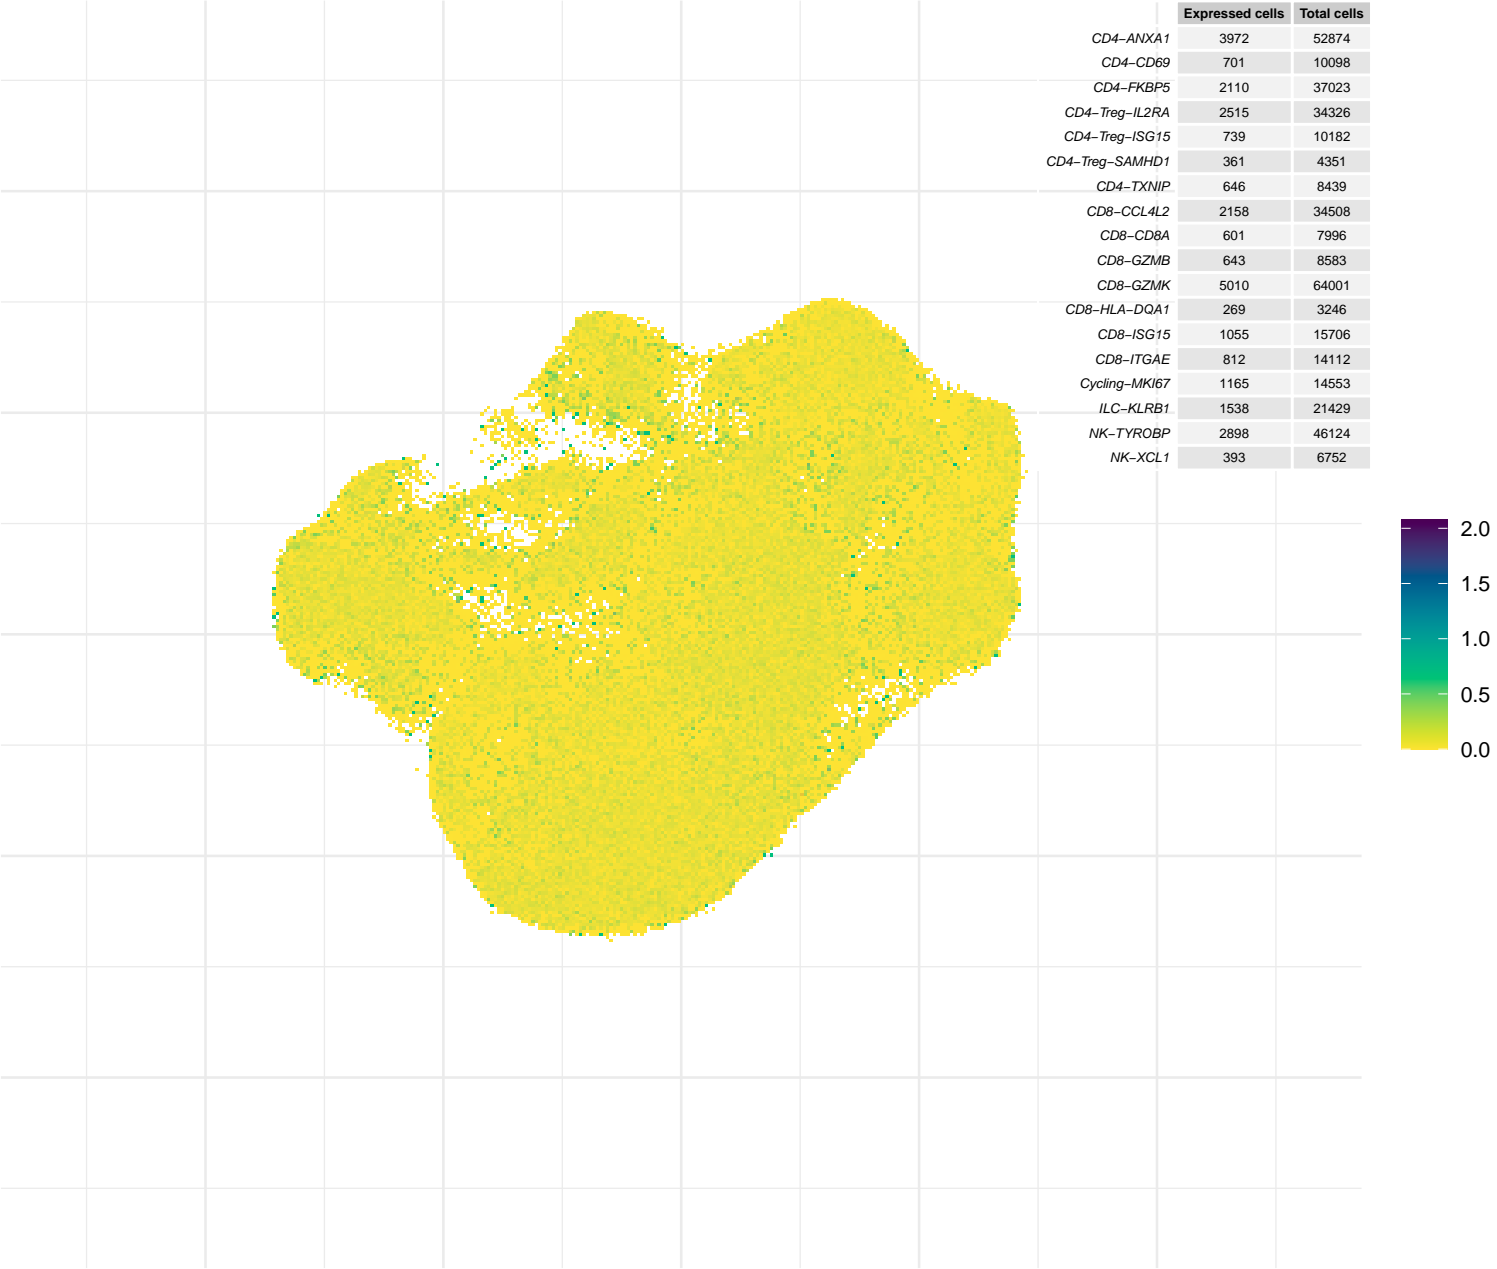 Expressed cells Total cells
CD4−ANXA1 3972 52874
CD4−CD69 701 10098
CD4−FKBP5 2110 37023
CD4−Treg−IL2RA 2515 34326
CD4−Treg−ISG15 739 10182
CD4−Treg−SAMHD1 361 4351
CD4−TXNIP 646 8439
CD8−CCL4L2 2158 34508
CD8−CD8A 601 7996
CD8−GZMB 643 8583
CD8−GZMK 5010 64001
CD8−HLA−DQA1 269 3246
CD8−ISG15 1055 15706
CD8−ITGAE 812 14112
Cycling−MKI67 1165 14553
ILC−KLRB1 1538 21429
NK−TYROBP 2898 46124
NK−XCL1 393 6752
2.0
1.5
1.0
0.5
0.0